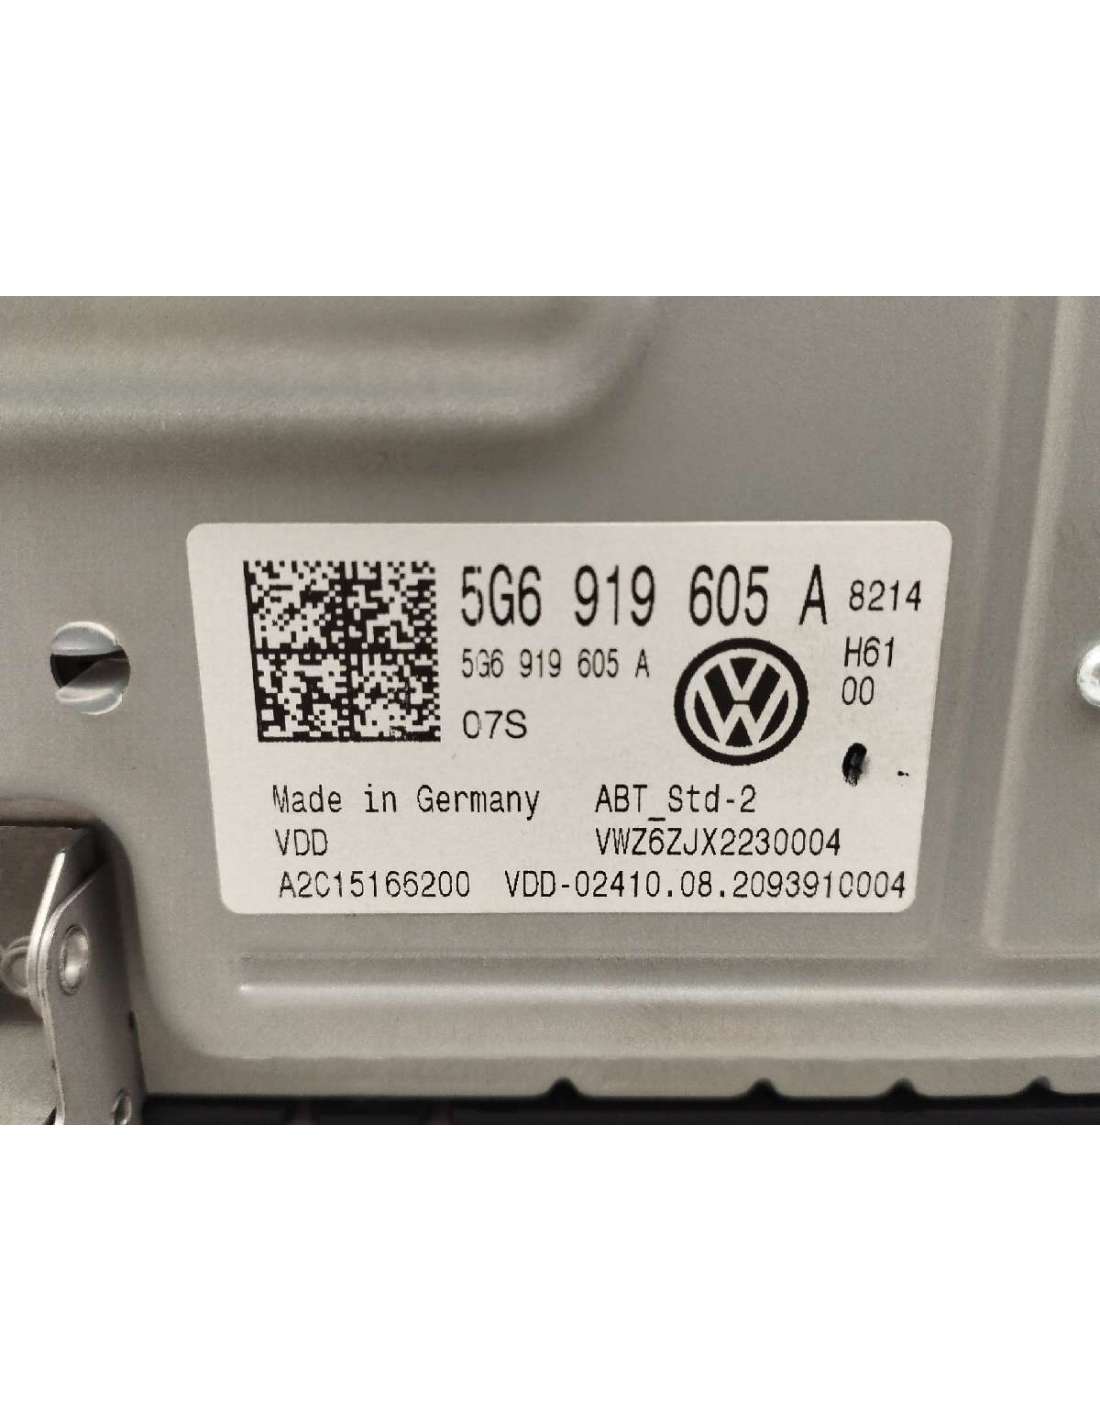 5G6 919 605 A 8214
5G6 919 605 A H61
00
07S
Made in Germany ABT_Std-2
VDD VWZ6ZJX2230004
A2C15166200 VDD-02410.08.2093910004